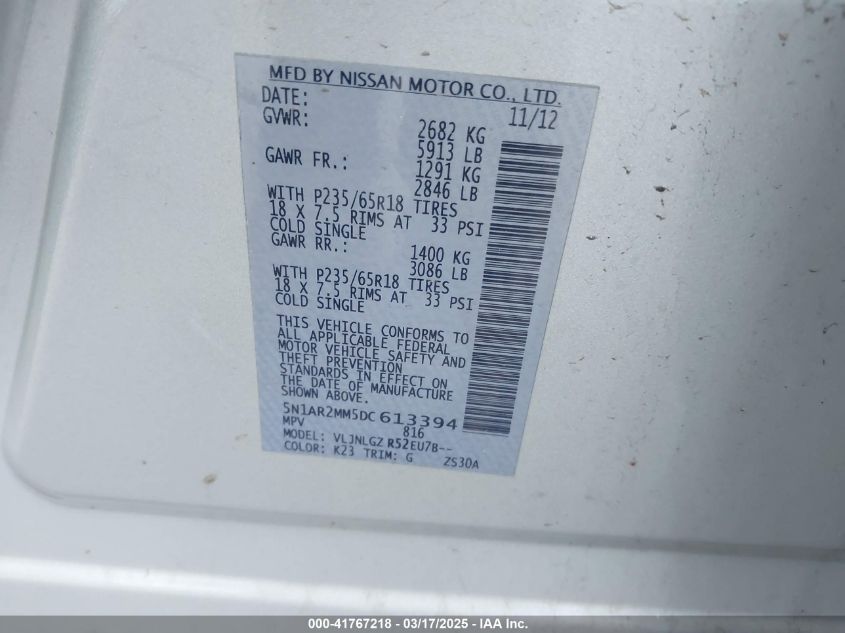 MFD BY NISSAN MOTOR CO., LTD.
DATE: 11/12
GVWR: 2682 KG
5913 LB
GAWR FR.: 1291 KG
2846 LB
WITH P235/65R18 TIRES
18 X 7.5 RIMS AT 33 PSI
COLD SINGLE
GAWR RR.: 1400 KG
3086 LB
WITH P235/65R18 TIRES
18 X 7.5 RIMS AT 33 PSI
COLD SINGLE
THIS VEHICLE CONFORMS TO
ALL APPLICABLE FEDERAL
MOTOR VEHICLE SAFETY AND
THEFT PREVENTION
STANDARDS IN EFFECT ON
THE DATE OF MANUFACTURE
SHOWN ABOVE.
5N1AR2MM5DC 613394
MPV 816
MODEL: VLJNLGZ R52EU7B--
COLOR: K23 TRIM: G ZS30A
000-41767218 - 03/17/2025 - IAA Inc.